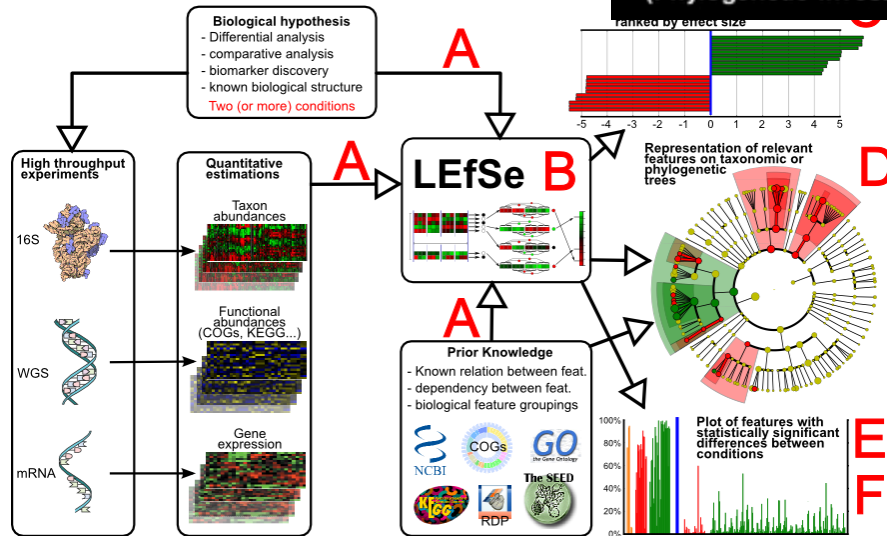 Biological hypothesis
- Differential analysis
- comparative analysis
- biomarker discovery
- known biological structure
Two (or more) conditions
A
ranked by effect size
-5 -4 -3 -2 -1 0 1 2 3 4 5
High throughput
experiments
16S
WGS
mRNA
Quantitative
estimations
Taxon
abundances
Functional
abundances
(COGs, KEGG...)
Gene
expression
A
LEfSe B
Representation of relevant
features on taxonomic or
phylogenetic
trees
D
A
Prior Knowledge
- Known relation between feat.
- dependency between feat.
- biological feature groupings
NCBI
COGs
GO
the Gene Ontology
KEGG
RDP
The SEED
Plot of features with
statistically significant
differences between
conditions
100%
80%
60%
40%
20%
0%
E
F